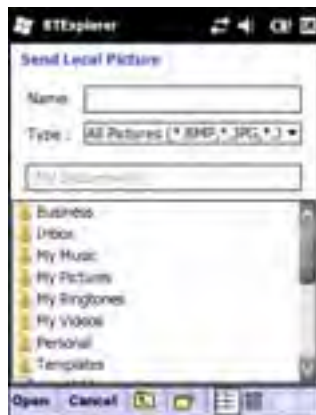 BTExplorer
Send Local Picture
Name:
Type : All Pictures (*.BMP,*.JPG,*.)
My Documents
Business
Inbox
My Music
My Pictures
My Ringtones
My Videos
Personal
Templates
Open Cancel